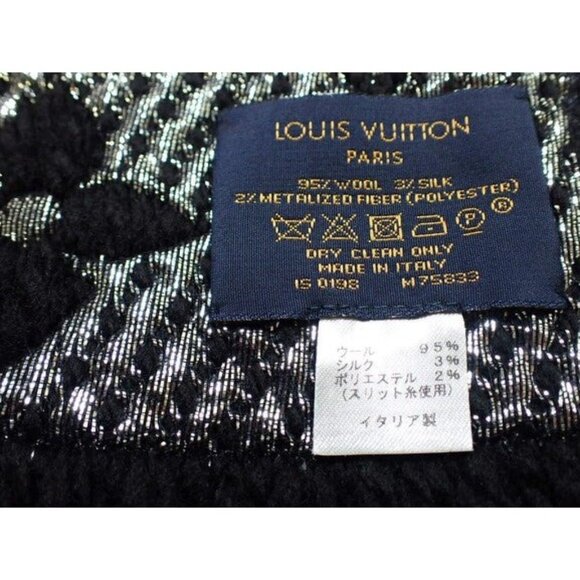 LOUIS VUITTON
PARIS
95% WOOL 3% SILK
2% METALIZED FIBER (POLYESTER)
P ®
DRY CLEAN ONLY
MADE IN ITALY
IS 0198 M75833
ウール 95%
シルク 3%
ポリエステル 2%
(スリット糸使用)
イタリア製